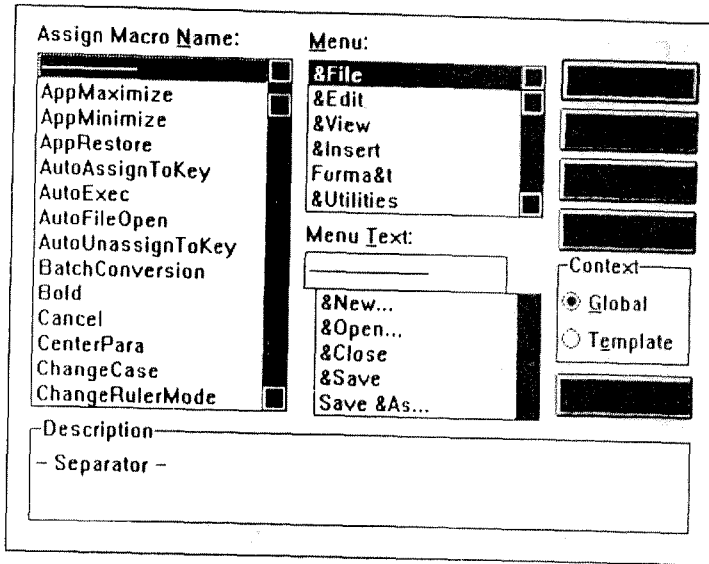 Assign Macro Name:
AppMaximize
AppMinimize
AppRestore
AutoAssignToKey
AutoExec
AutoFileOpen
AutoUnassignToKey
BatchConversion
Bold
Cancel
CenterPara
ChangeCase
ChangeRulerMode
Menu:
&File
&Edit
&View
&Insert
Forma&t
&Utilities
Menu Text:
&New...
&Open...
&Close
&Save
Save &As...
Context
Global
Template
Description
- Separator -